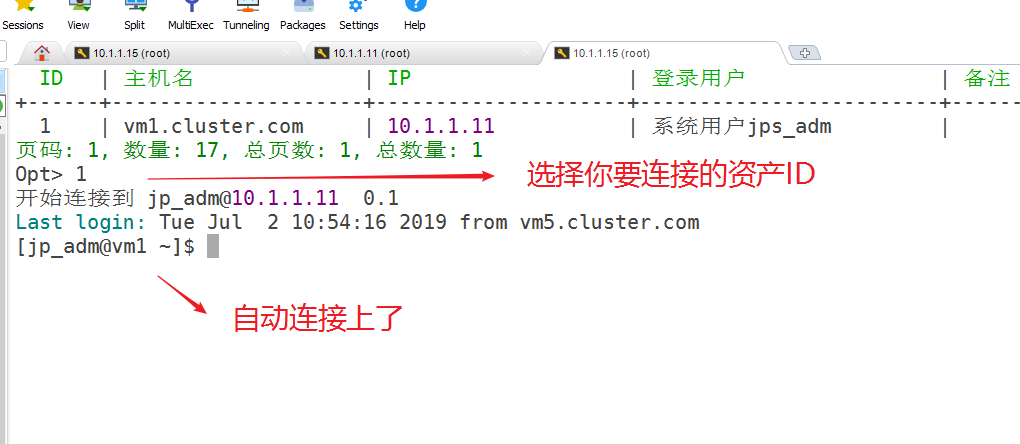 Sessions View Split MultiExec Tunneling Packages Settings Help
10.1.1.15 (root) 10.1.1.11 (root) 10.1.1.15 (root)
ID | 主机名 | IP | 登录用户 | 备注
+------+---------------------+---------------------+------------------------+------
1 | vm1.cluster.com | 10.1.1.11 | 系统用户jps_adm |
页码: 1, 数量: 17, 总页数: 1, 总数量: 1
Opt> 1
选择你要连接的资产ID
开始连接到 jp_adm@10.1.1.11 0.1
Last login: Tue Jul 2 10:54:16 2019 from vm5.cluster.com
[jp_adm@vm1 ~]$
自动连接上了